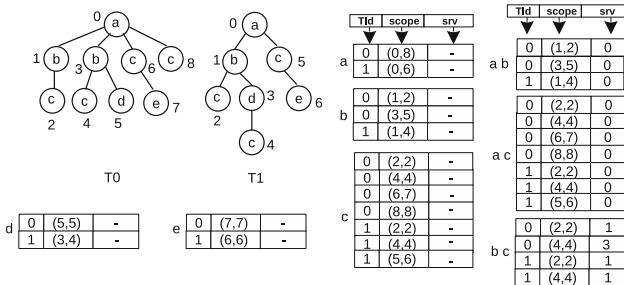 0 a
1 b 3 b c 6 c 8
c 2 c 4 d 5 e 7
T0
0 a
1 b c 5
c 2 d 3 e 6
c 4
T1
d
0 (5,5) -
1 (3,4) -
e
0 (7,7) -
1 (6,6) -
TId scope srv
a
0 (0,8) -
1 (0,6) -
b
0 (1,2) -
0 (3,5) -
1 (1,4) -
c
0 (2,2) -
0 (4,4) -
0 (6,7) -
0 (8,8) -
1 (2,2) -
1 (4,4) -
1 (5,6) -
TId scope srv
a b
0 (1,2) 0
0 (3,5) 0
1 (1,4) 0
a c
0 (2,2) 0
0 (4,4) 0
0 (6,7) 0
0 (8,8) 0
1 (2,2) 0
1 (4,4) 0
1 (5,6) 0
b c
0 (2,2) 1
0 (4,4) 3
1 (2,2) 1
1 (4,4) 1